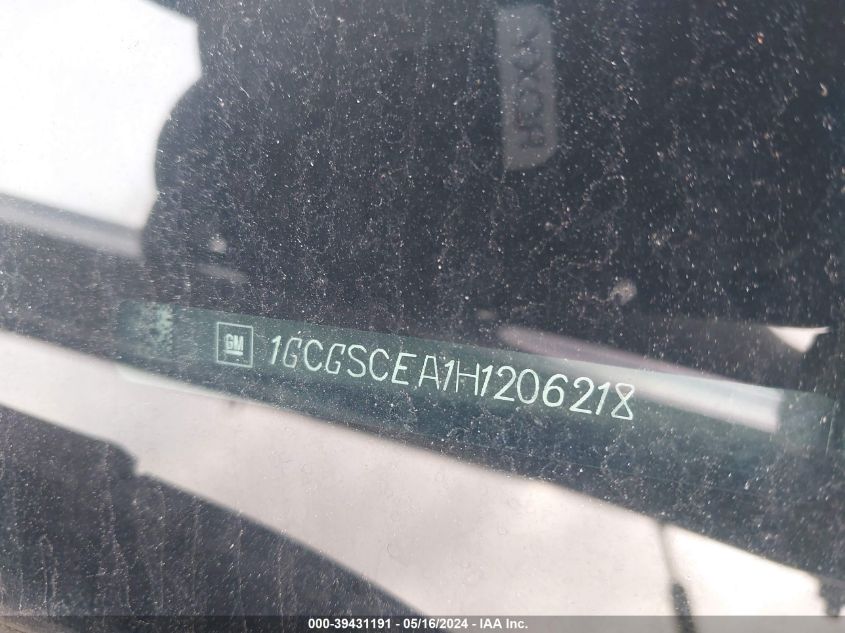 GM 1GCGSCEA1H1206218
000-39431191 - 05/16/2024 - IAA Inc.